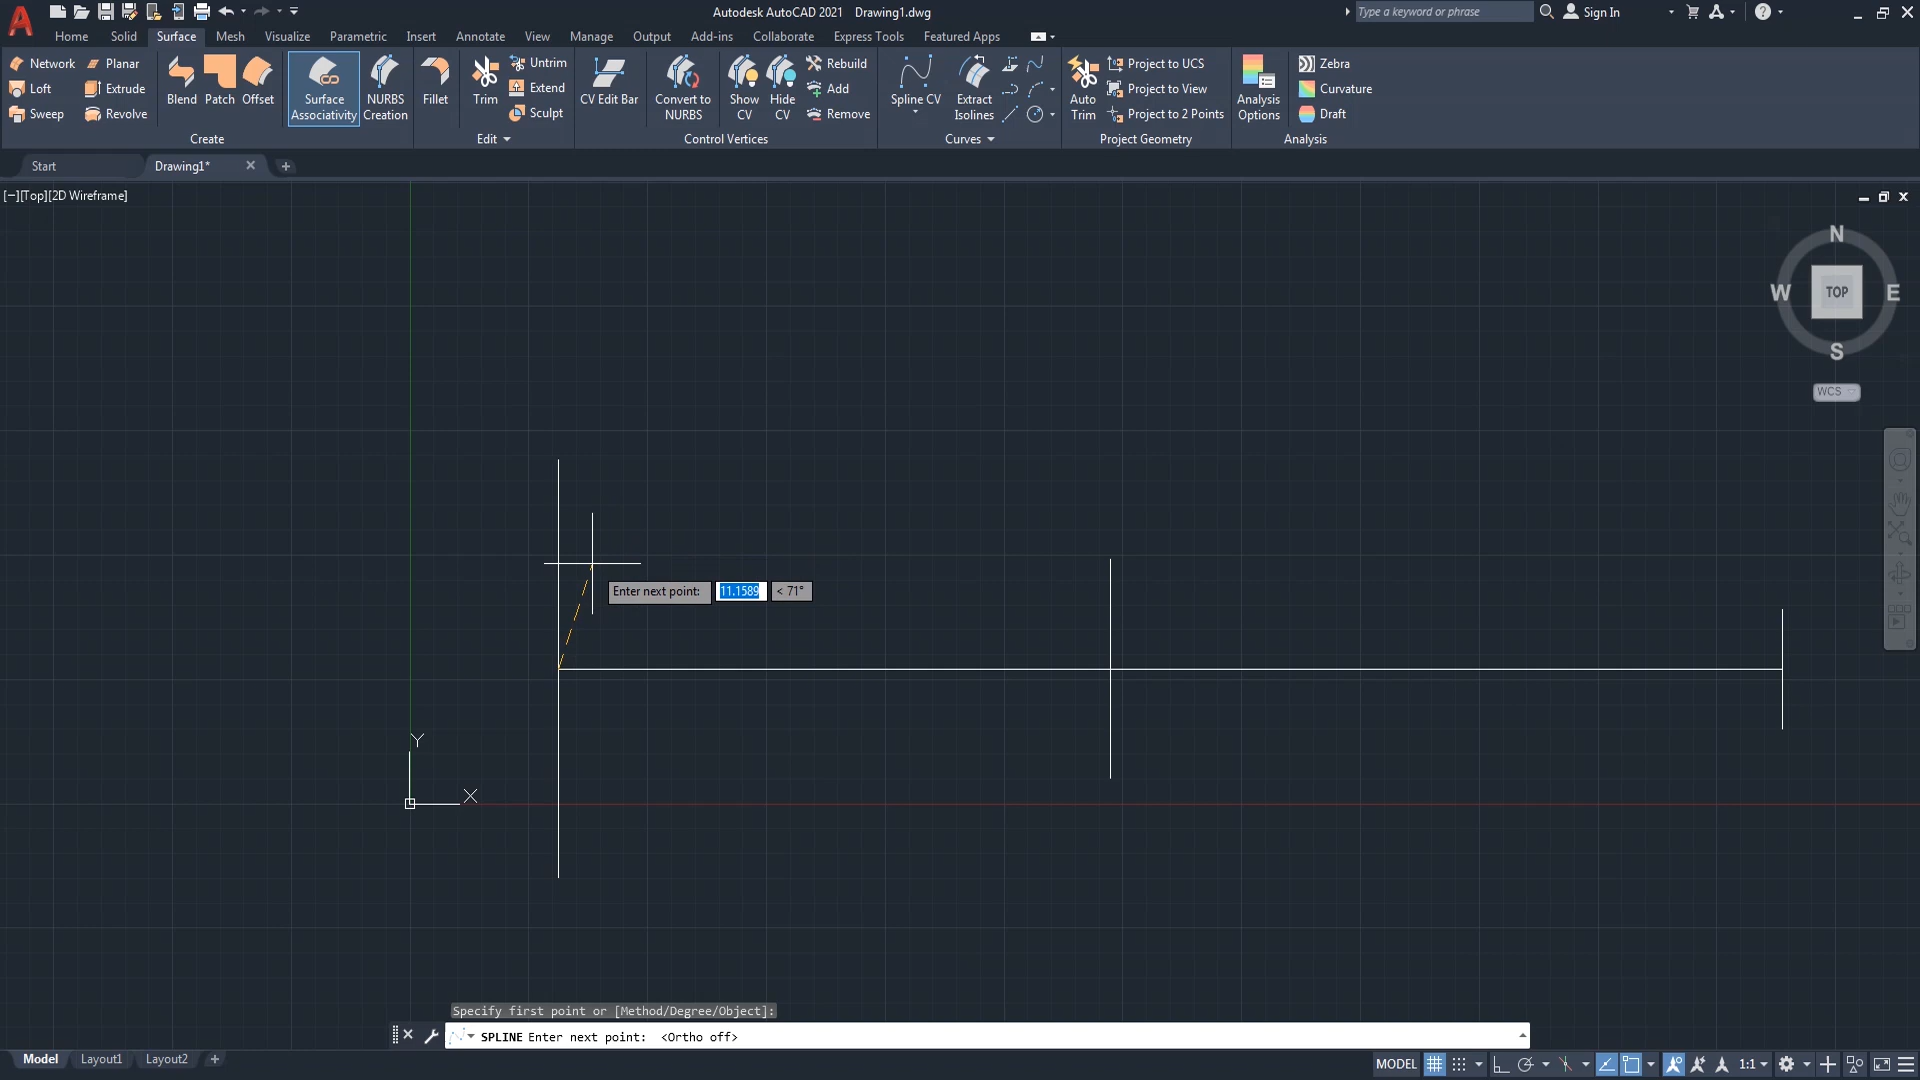 Autodesk AutoCAD 2021 Drawing1.dwg
Type a keyword or phrase
Sign In
Home Solid Surface Mesh Visualize Parametric Insert Annotate View Manage Output Add-ins Collaborate Express Tools Featured Apps
Network Planar
Loft Extrude
Sweep Revolve
Blend Patch Offset
Surface Associativity
NURBS Creation
Fillet
Trim
Untrim
Extend
Sculpt
CV Edit Bar
Convert to NURBS
Show CV
Hide CV
Rebuild
Add
Remove
Spline CV
Extract Isolines
Auto Trim
Project to UCS
Project to View
Project to 2 Points
Analysis Options
Zebra
Curvature
Draft
Create Edit Control Vertices Curves Project Geometry Analysis
Start Drawing1*
[−][Top][2D Wireframe]
N
W TOP E
S
WCS
Enter next point: 11.1589 < 71°
Y
X
Specify first point or [Method/Degree/Object]:
SPLINE Enter next point: <Ortho off>
Model Layout1 Layout2
MODEL 1:1